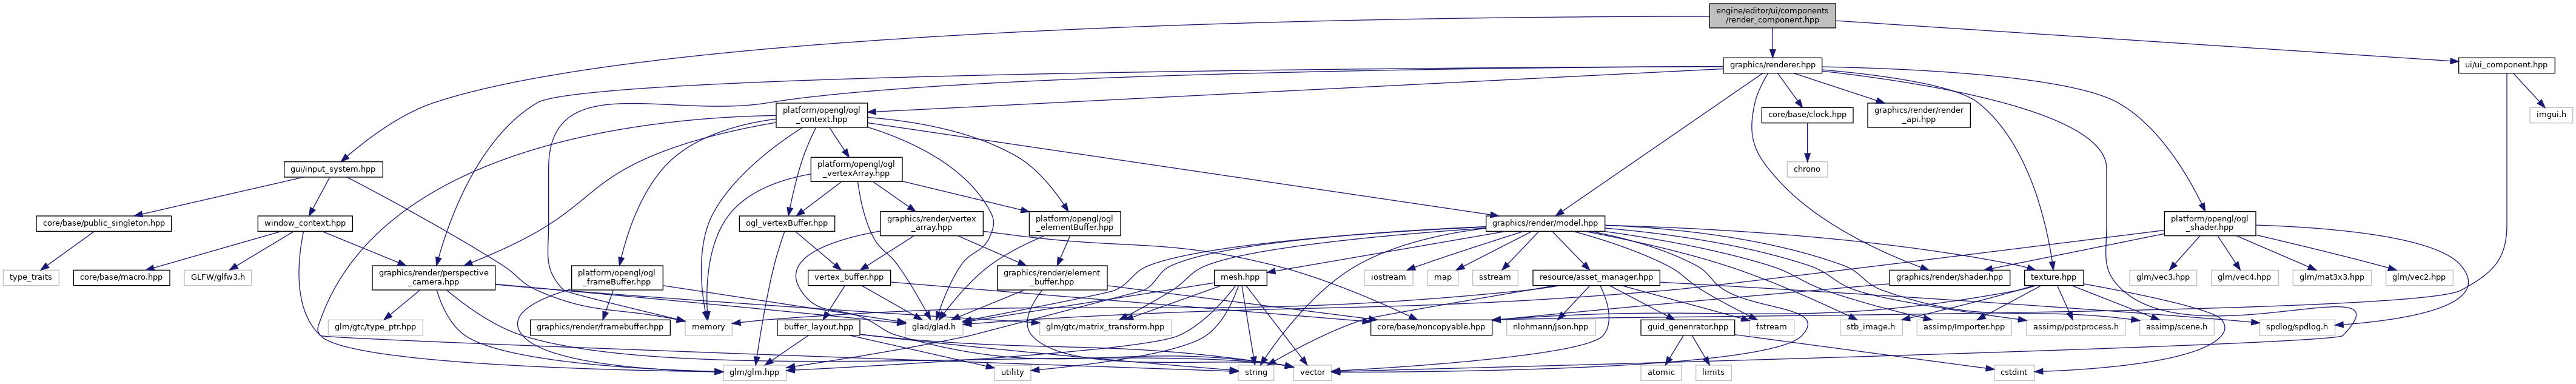 engine/editor/ui/components
/render_component.hpp
graphics/renderer.hpp
ui/ui_component.hpp
platform/opengl/ogl
_context.hpp
core/base/clock.hpp
graphics/render/render
_api.hpp
imgui.h
gui/input_system.hpp
platform/opengl/ogl
_vertexArray.hpp
chrono
core/base/public_singleton.hpp
window_context.hpp
ogl_vertexBuffer.hpp
graphics/render/vertex
_array.hpp
platform/opengl/ogl
_elementBuffer.hpp
graphics/render/model.hpp
platform/opengl/ogl
_shader.hpp
type_traits
core/base/macro.hpp
GLFW/glfw3.h
graphics/render/perspective
_camera.hpp
platform/opengl/ogl
_frameBuffer.hpp
vertex_buffer.hpp
graphics/render/element
_buffer.hpp
mesh.hpp
iostream
map
sstream
resource/asset_manager.hpp
graphics/render/shader.hpp
texture.hpp
glm/vec3.hpp
glm/vec4.hpp
glm/mat3x3.hpp
glm/vec2.hpp
glm/gtc/type_ptr.hpp
graphics/render/framebuffer.hpp
memory
buffer_layout.hpp
glad/glad.h
glm/gtc/matrix_transform.hpp
core/base/noncopyable.hpp
nlohmann/json.hpp
guid_genenrator.hpp
fstream
stb_image.h
assimp/Importer.hpp
assimp/postprocess.h
assimp/scene.h
spdlog/spdlog.h
glm/glm.hpp
utility
string
vector
atomic
limits
cstdint